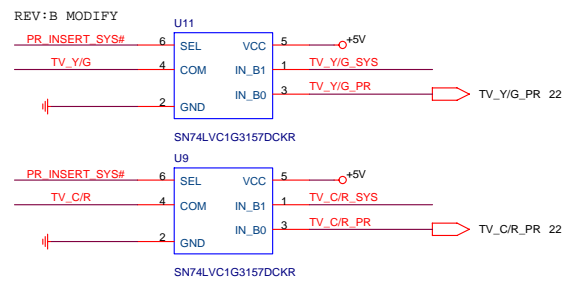 REV:B MODIFY
U11
PR_INSERT_SYS# 6 SEL VCC 5 +5V
TV_Y/G 4 COM IN_B1 1 TV_Y/G_SYS
IN_B0 3 TV_Y/G_PR TV_Y/G_PR 22
2 GND
SN74LVC1G3157DCKR
U9
PR_INSERT_SYS# 6 SEL VCC 5 +5V
TV_C/R 4 COM IN_B1 1 TV_C/R_SYS
IN_B0 3 TV_C/R_PR TV_C/R_PR 22
2 GND
SN74LVC1G3157DCKR